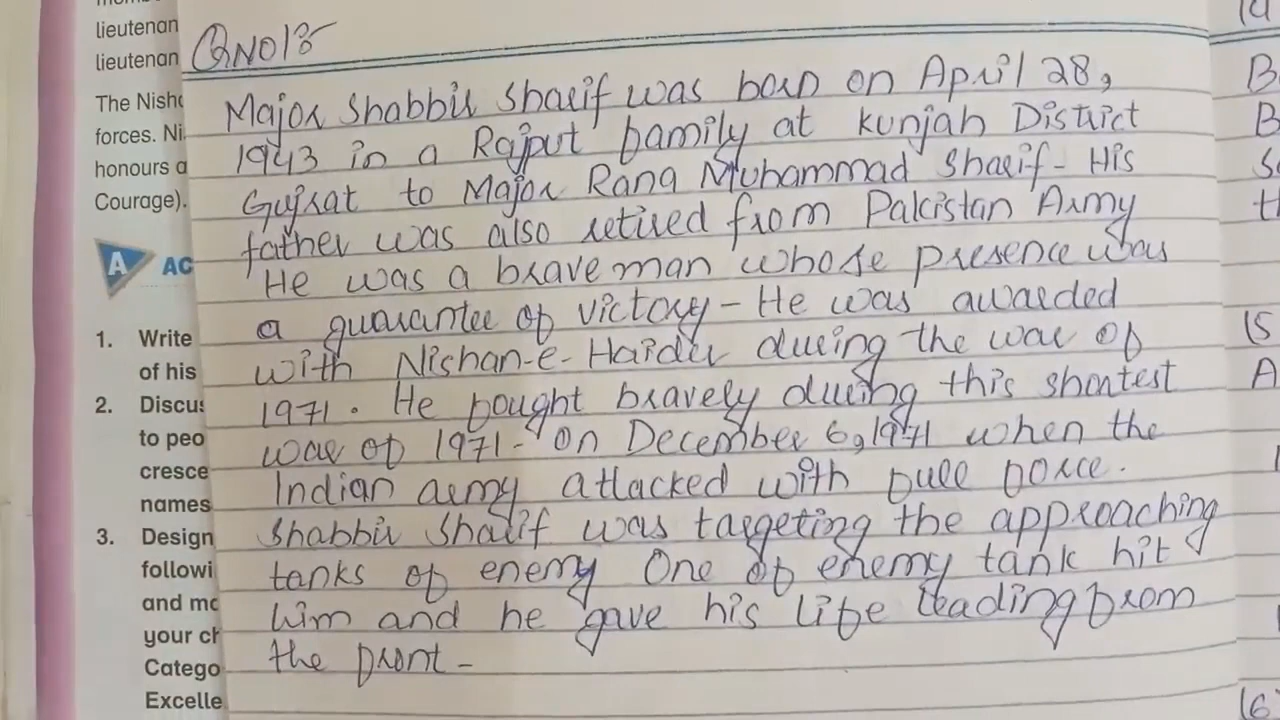 lieutenan
lieutenan
The Nish
forces. Ni
honours a
Courage).
A AC
1. Write
of his
2. Discus
to peo
cresce
names
3. Design
followi
and mo
your ch
Catego
Excelle
QNO13
Major Shabbir Sharif was born on April 28,
1943 in a Rajput family at Kunjah District
Gujrat to Major Rana Muhammad Sharif- His
father was also retired from Pakistan Army
He was a brave man whose presence was
a guarantee of victory- He was awarded
with Nishan-e-Haider during the war of
1971. He fought bravely during this shortest
war of 1971- on December 6, 1971 when the
Indian army attacked with full force.
Shabbir Sharif was targeting the approaching
tanks of enemy One of enemy tank hit
him and he gave his life leading from
the front-
B
B
th
(5
A
(6